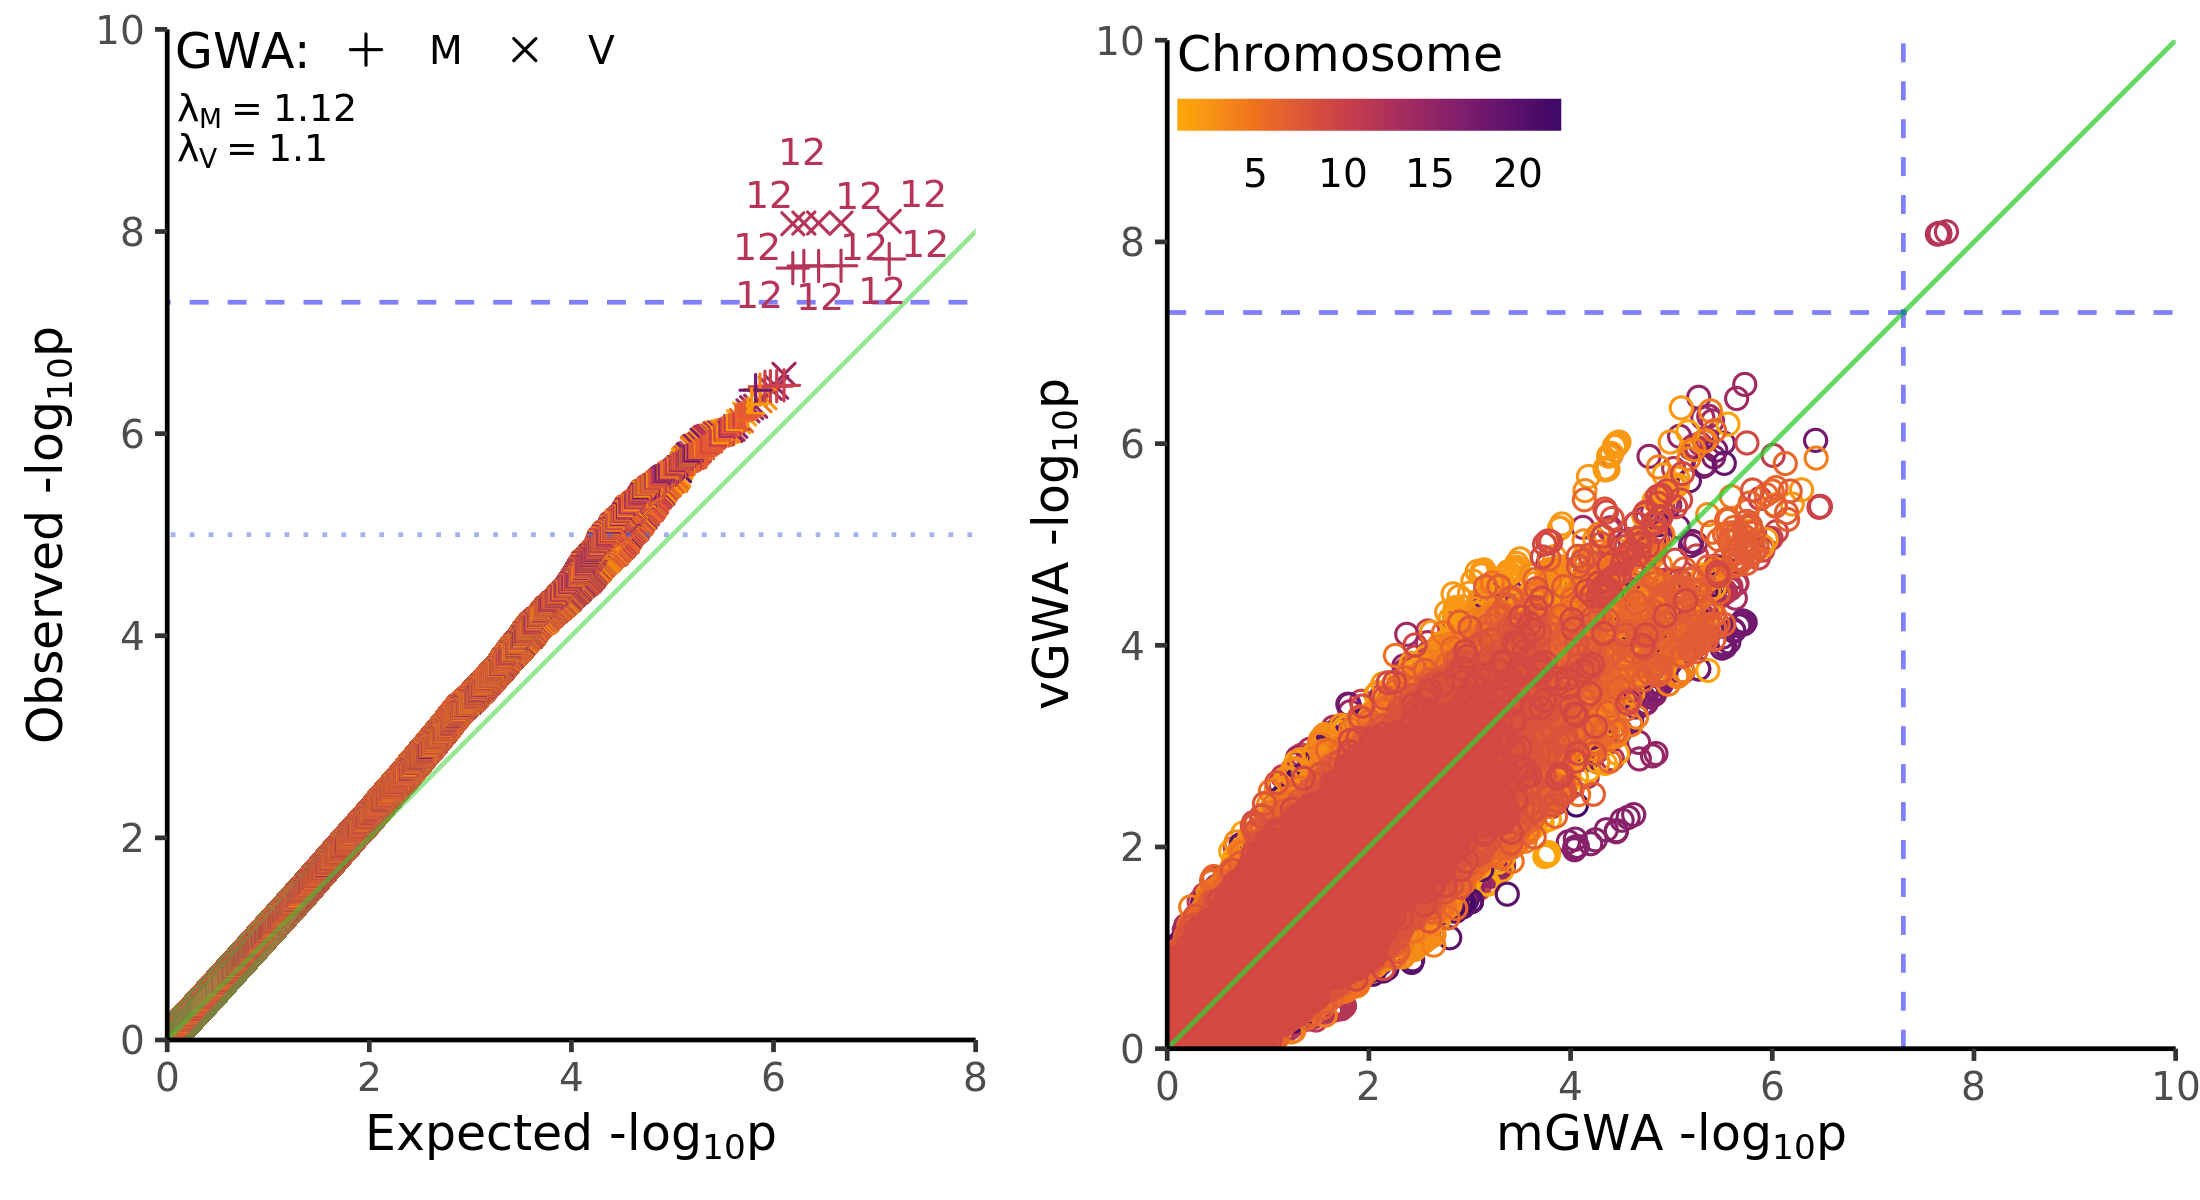 GWA: + M × V
λM = 1.12
λV = 1.1
10
8
6
4
2
0
Observed -log10p
12
12 12 12
12 12 12
12 12 12
0 2 4 6 8
Expected -log10p
Chromosome
5 10 15 20
10
8
6
4
2
0
vGWA -log10p
0 2 4 6 8 10
mGWA -log10p